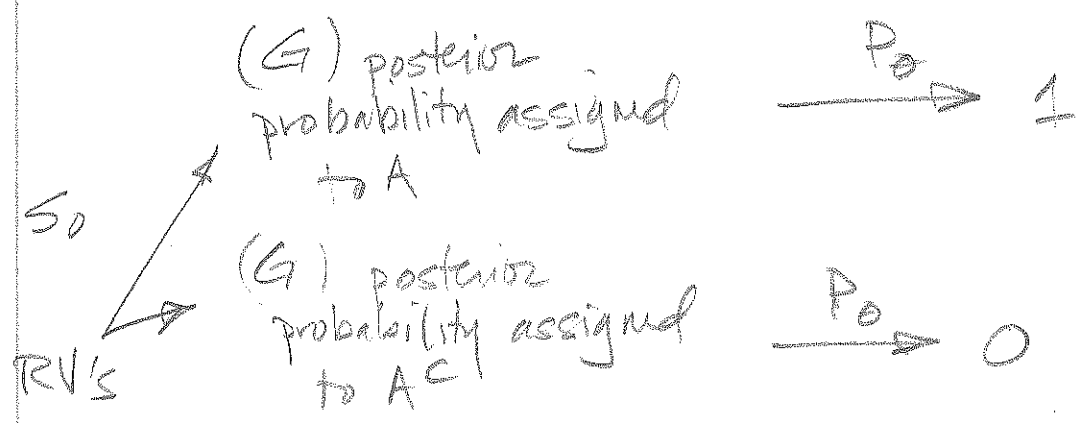 (G) posterior
probability assigned
to A
P_θ
1
So
(G) posterior
probability assigned
to A^C
P_θ
0
RV's